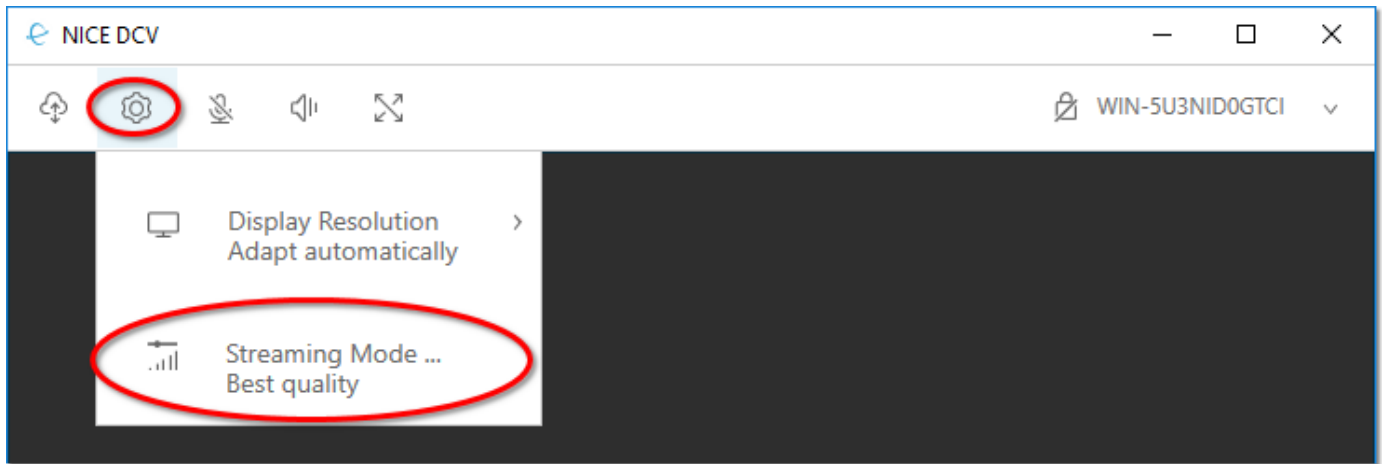 NICE DCV
WIN-5U3NID0GTCI
Display Resolution
Adapt automatically
Streaming Mode ...
Best quality